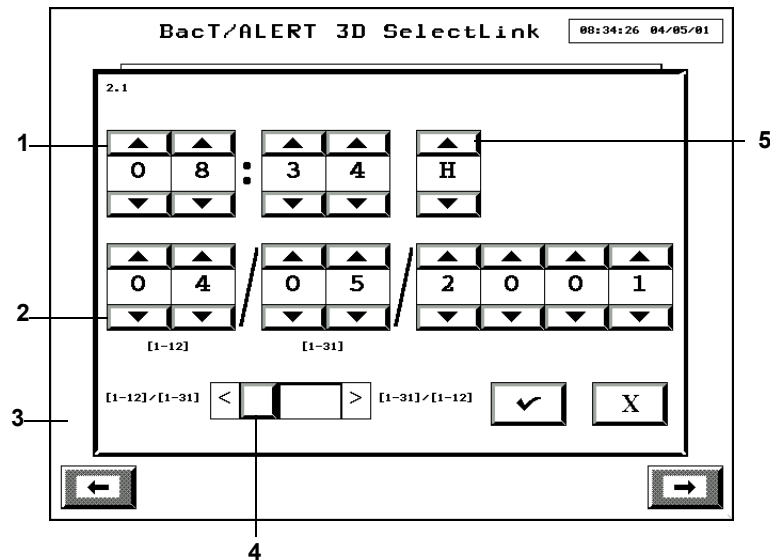 BacT/ALERT 3D SelectLink 08:34:26 04/05/01
2.1
1 5
0 8 : 3 4 H
0 4 / 0 5 / 2 0 0 1
2
[1-12] [1-31]
[1-12]/[1-31] < > [1-31]/[1-12] X
3
4